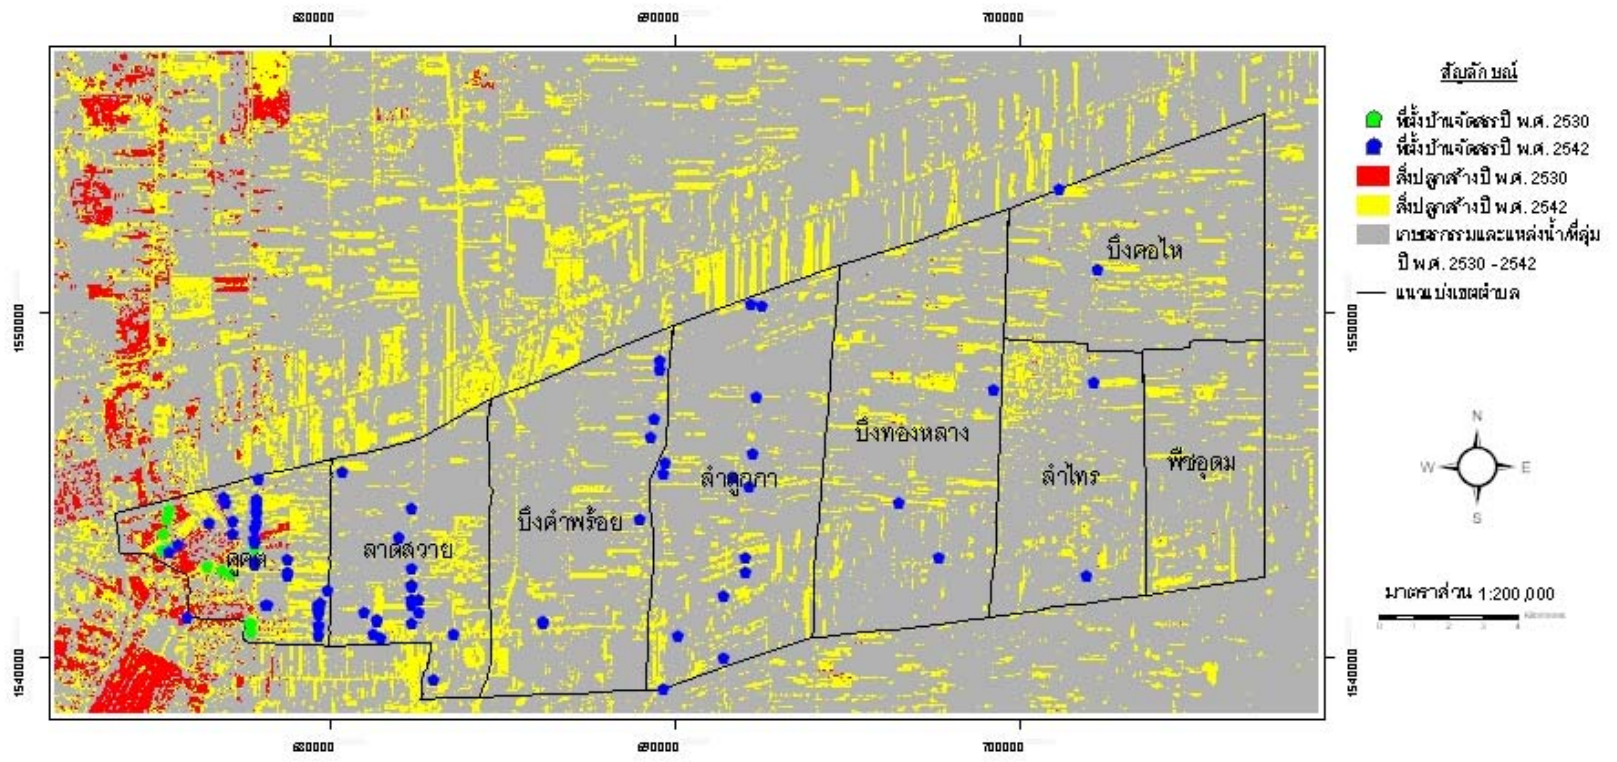 680000 690000 700000
สัญลักษณ์
ที่ตั้งบ้านจัดสรรปี พ.ศ. 2530
ที่ตั้งบ้านจัดสรรปี พ.ศ. 2542
สิ่งปลูกสร้างปี พ.ศ. 2530
สิ่งปลูกสร้างปี พ.ศ. 2542
เกษตรกรรมและแหล่งน้ำ/ที่ลุ่ม
ปี พ.ศ. 2530 - 2542
แนวแบ่งเขตตำบล
บึงคอไห
1550000
1550000
บึงทองหลาง
พืชอุดม
ลำไทร
ลำลูกกา
บึงคำพร้อย
ลาดสวาย
คูคต
N
W E
S
มาตราส่วน 1:200,000
0 1 2 3 4
1540000
1540000
680000 690000 700000